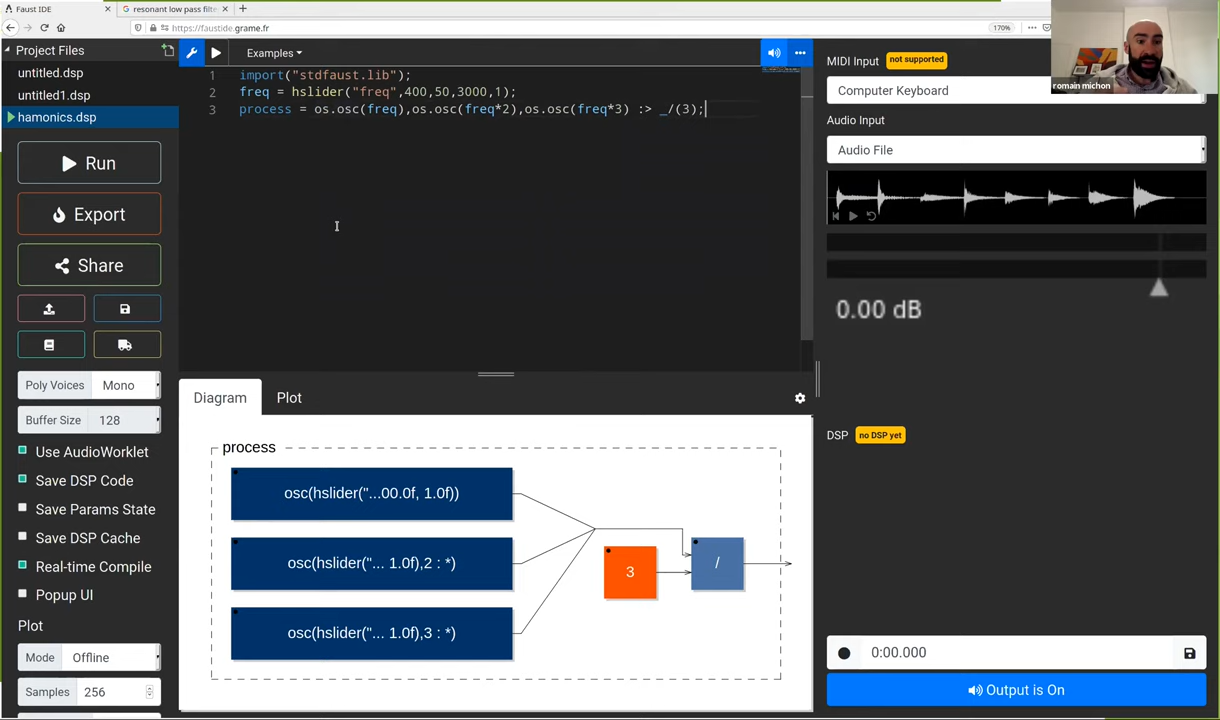 Faust IDE
resonant low pass filte
https://faustide.grame.fr
170%
Project Files
untitled.dsp
untitled1.dsp
hamonics.dsp
Run
Export
Share
Poly Voices Mono
Buffer Size 128
Use AudioWorklet
Save DSP Code
Save Params State
Save DSP Cache
Real-time Compile
Popup UI
Plot
Mode Offline
Samples 256
Examples
1 import("stdfaust.lib");
2 freq = hslider("freq",400,50,3000,1);
3 process = os.osc(freq),os.osc(freq*2),os.osc(freq*3) :> _/(3);
Diagram Plot
process
osc(hslider("...00.0f, 1.0f))
osc(hslider("... 1.0f),2 : *)
osc(hslider("... 1.0f),3 : *)
3
/
MIDI Input not supported
Computer Keyboard
Audio Input
Audio File
0.00 dB
DSP no DSP yet
0:00.000
Output is On
romain michon